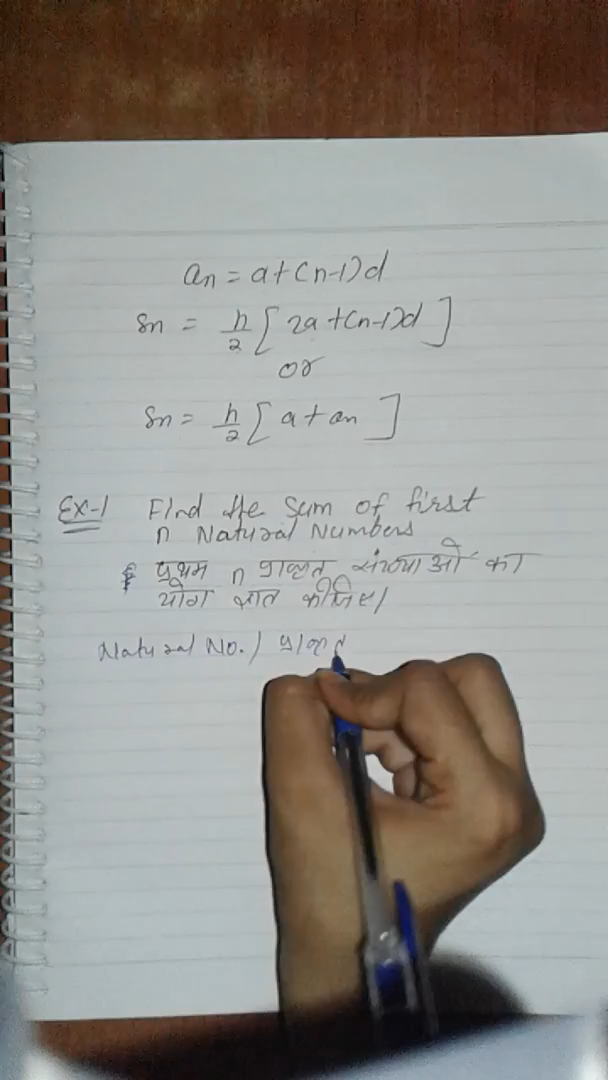 an = a+(n-1)d
Sn = n/2 [ 2a+(n-1)d ]
or
Sn = n/2 [ a+an ]
Ex-1 Find the Sum of first
n Natural Numbers
प्रथम n प्राकृत संख्याओं का
योग ज्ञात कीजिए।
Natural No. / प्राकृत